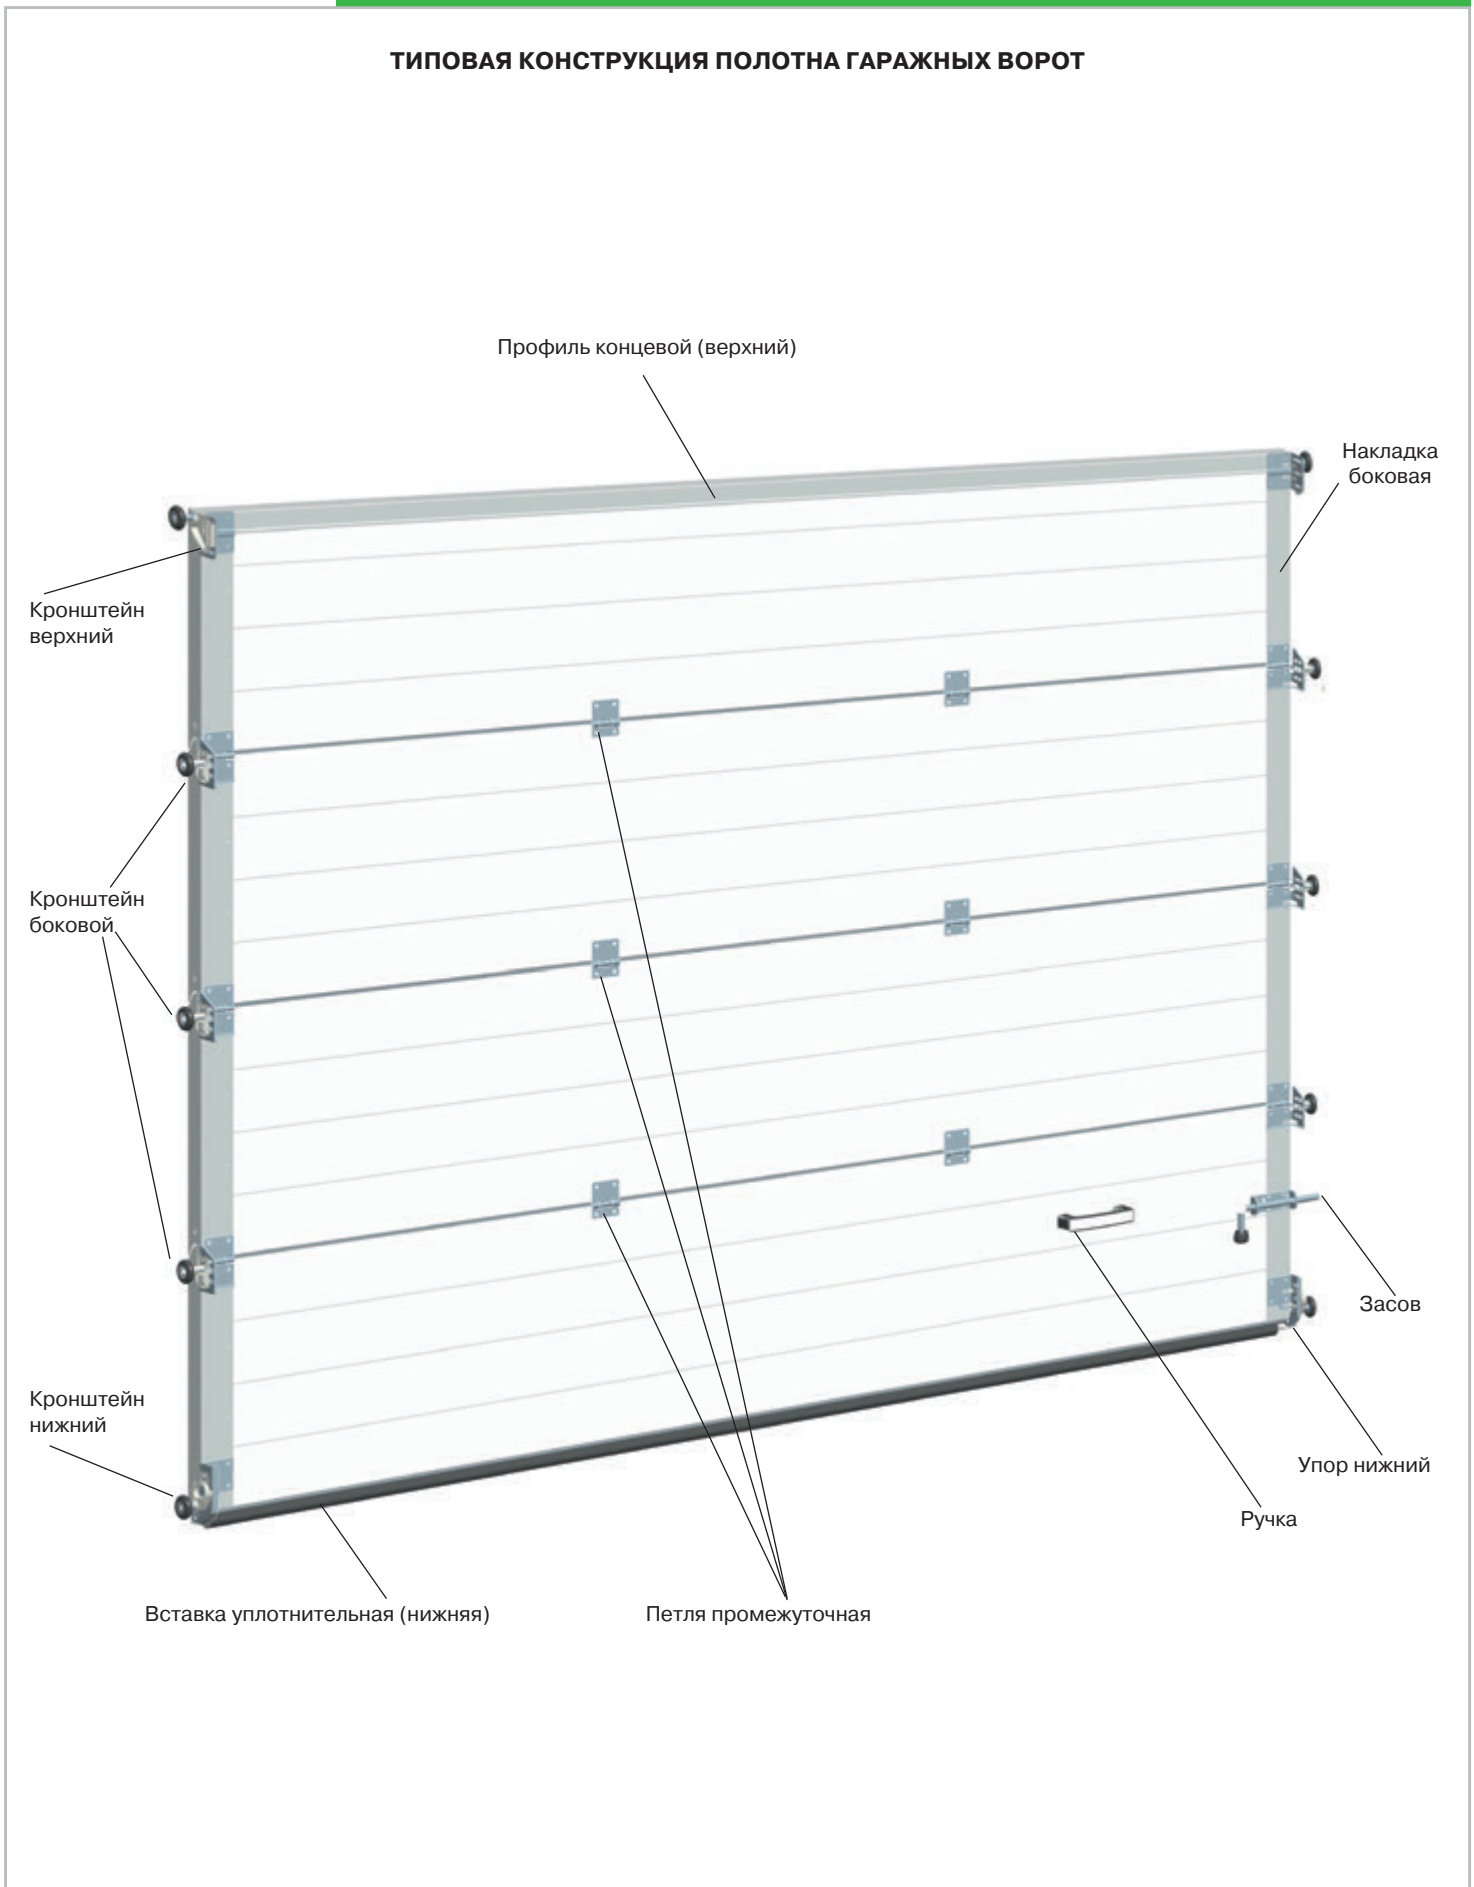 ТИПОВАЯ КОНСТРУКЦИЯ ПОЛОТНА ГАРАЖНЫХ ВОРОТ
Профиль концевой (верхний)
Накладка
боковая
Кронштейн
верхний
Кронштейн
боковой
Засов
Кронштейн
нижний
Упор нижний
Ручка
Вставка уплотнительная (нижняя)
Петля промежуточная